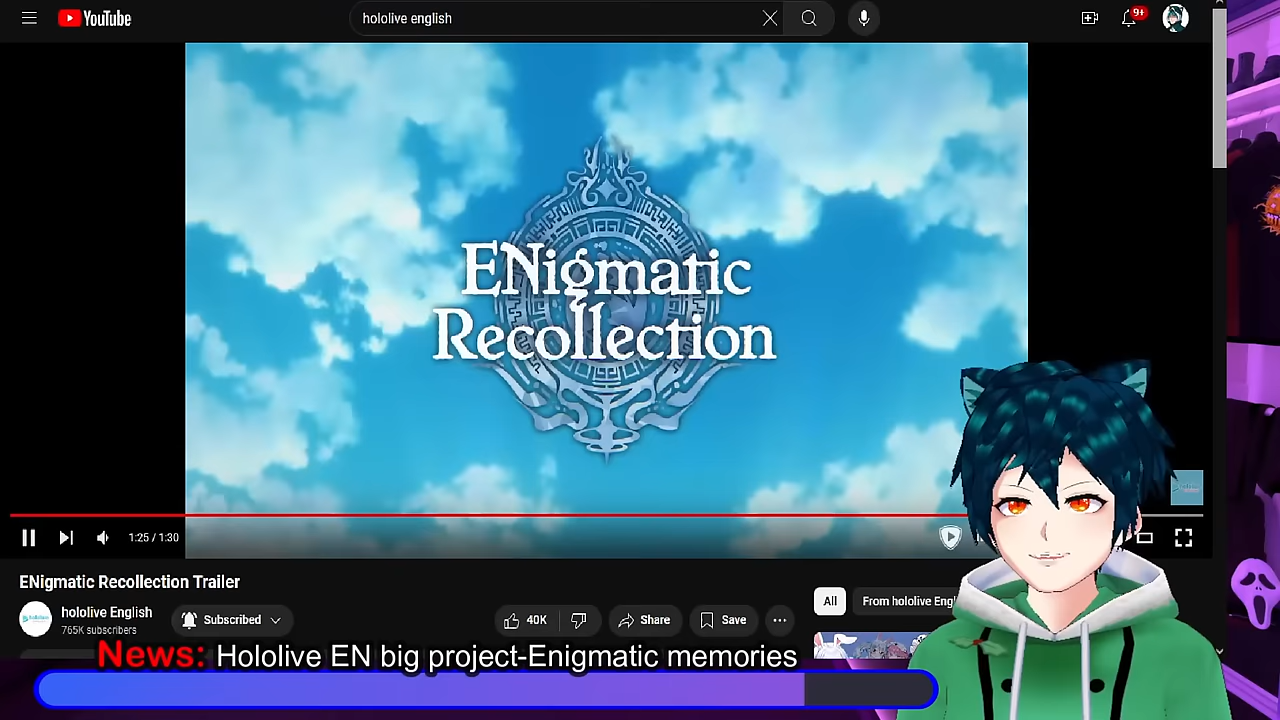 YouTube
hololive english
9+
ENigmatic
Recollection
1:25 / 1:30
ENigmatic Recollection Trailer
hololive English
765K subscribers
Subscribed
40K
Share
Save
All
From hololive Engl
News: Hololive EN big project-Enigmatic memories